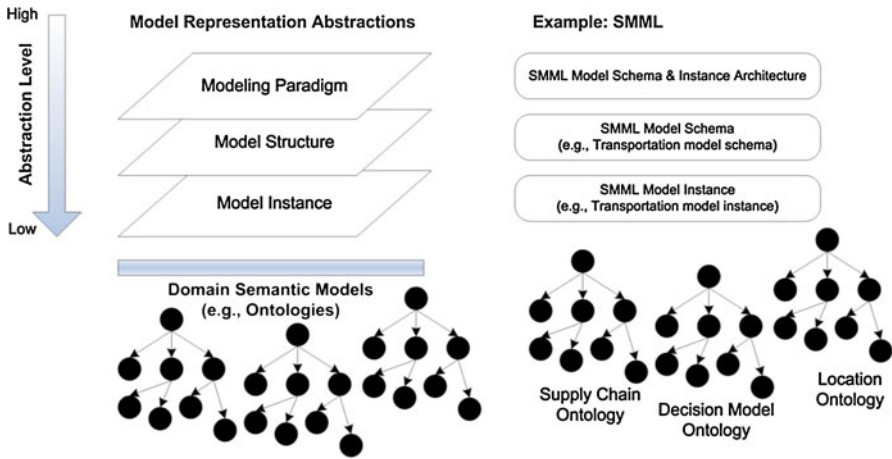 High
Abstraction Level
Low
Model Representation Abstractions
Modeling Paradigm
Model Structure
Model Instance
Domain Semantic Models
(e.g., Ontologies)
Example: SMML
SMML Model Schema & Instance Architecture
SMML Model Schema
(e.g., Transportation model schema)
SMML Model Instance
(e.g., Transportation model instance)
Supply Chain
Ontology
Decision Model
Ontology
Location
Ontology